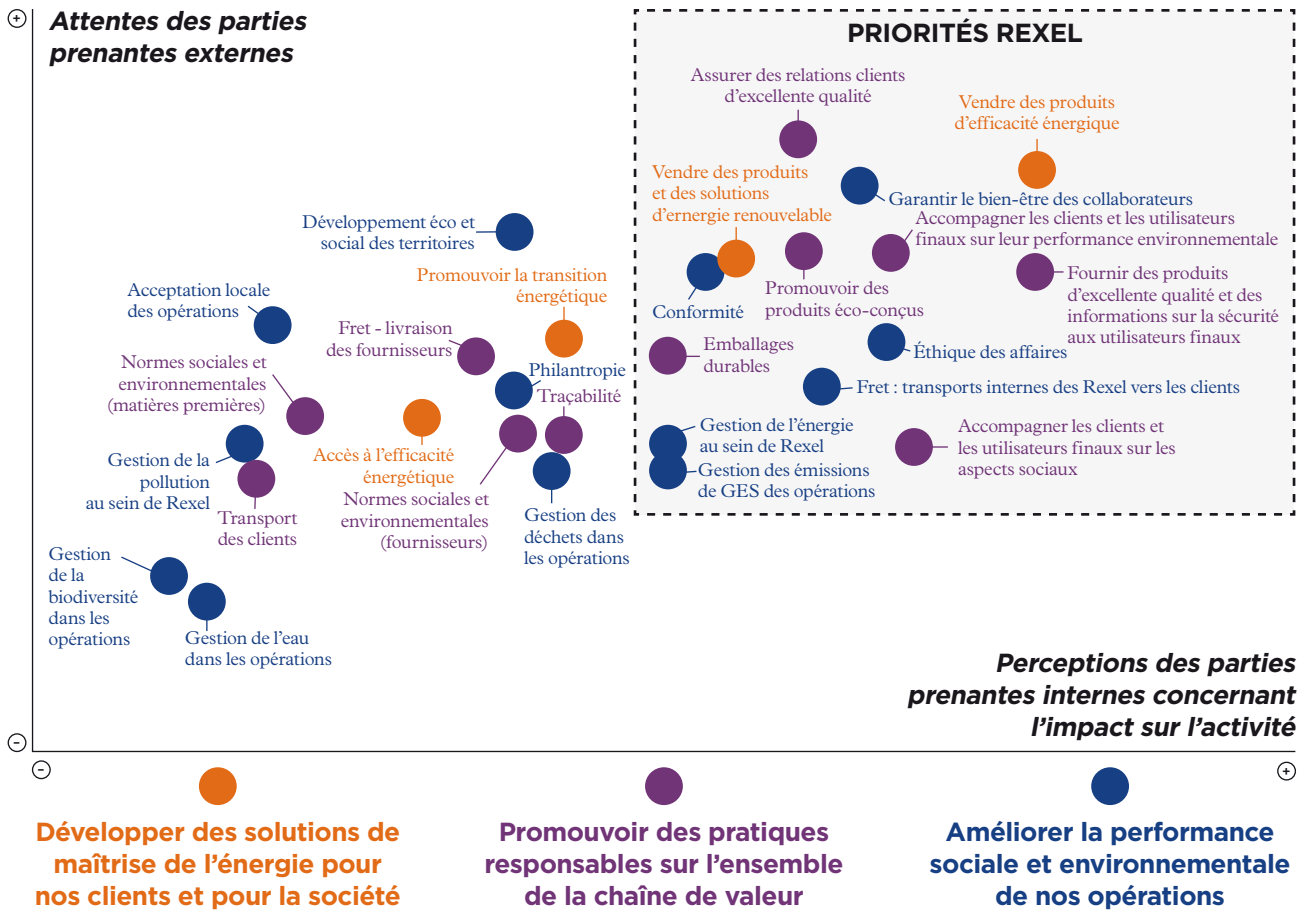 +
Attentes des parties
prenantes externes
PRIORITÉS REXEL
Assurer des relations clients
d'excellente qualité
Vendre des produits
d'efficacité énergique
Vendre des produits
et des solutions
d'ernergie renouvelable
Garantir le bien-être des collaborateurs
Accompagner les clients et les utilisateurs
finaux sur leur performance environnementale
Développement éco et
social des territoires
Promouvoir la transition
énergétique
Fournir des produits
d'excellente qualité et des
informations sur la sécurité
aux utilisateurs finaux
Promouvoir des
produits éco-conçus
Conformité
Acceptation locale
des opérations
Fret - livraison
des fournisseurs
Emballages
durables
Éthique des affaires
Normes sociales et
environnementales
(matières premières)
Philantropie
Traçabilité
Fret : transports internes des Rexel vers les clients
Gestion de l'énergie
au sein de Rexel
Gestion des émissions
de GES des opérations
Accompagner les clients et
les utilisateurs finaux sur les
aspects sociaux
Gestion de la
pollution
au sein de Rexel
Accès à l'efficacité
énergétique
Normes sociales et
environnementales
(fournisseurs)
Transport
des clients
Gestion des
déchets dans
les opérations
Gestion
de la
biodiversité
dans les
opérations
Gestion de l'eau
dans les opérations
Perceptions des parties
prenantes internes concernant
l'impact sur l'activité
-
-
+
Développer des solutions de
maîtrise de l'énergie pour
nos clients et pour la société
Promouvoir des pratiques
responsables sur l'ensemble
de la chaîne de valeur
Améliorer la performance
sociale et environnementale
de nos opérations